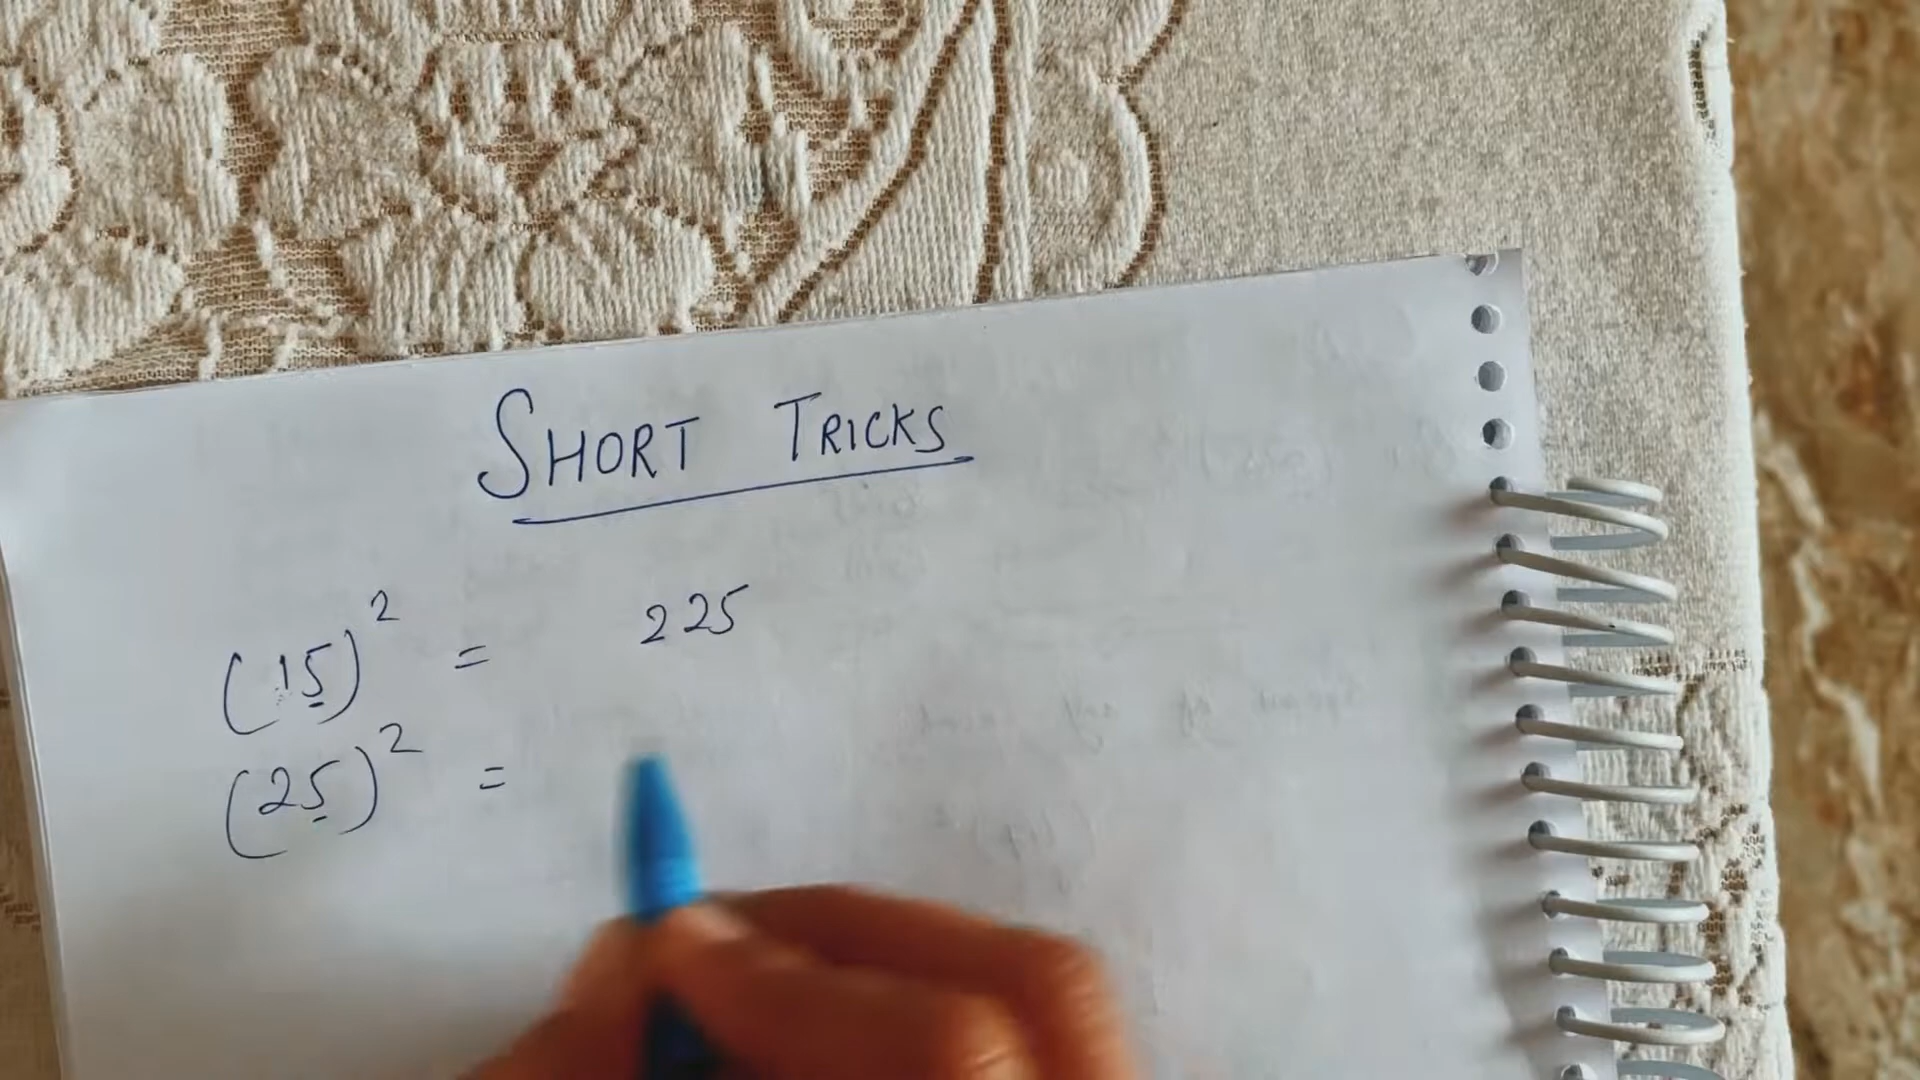 SHORT TRICKS
(15)² = 225
(25)² =